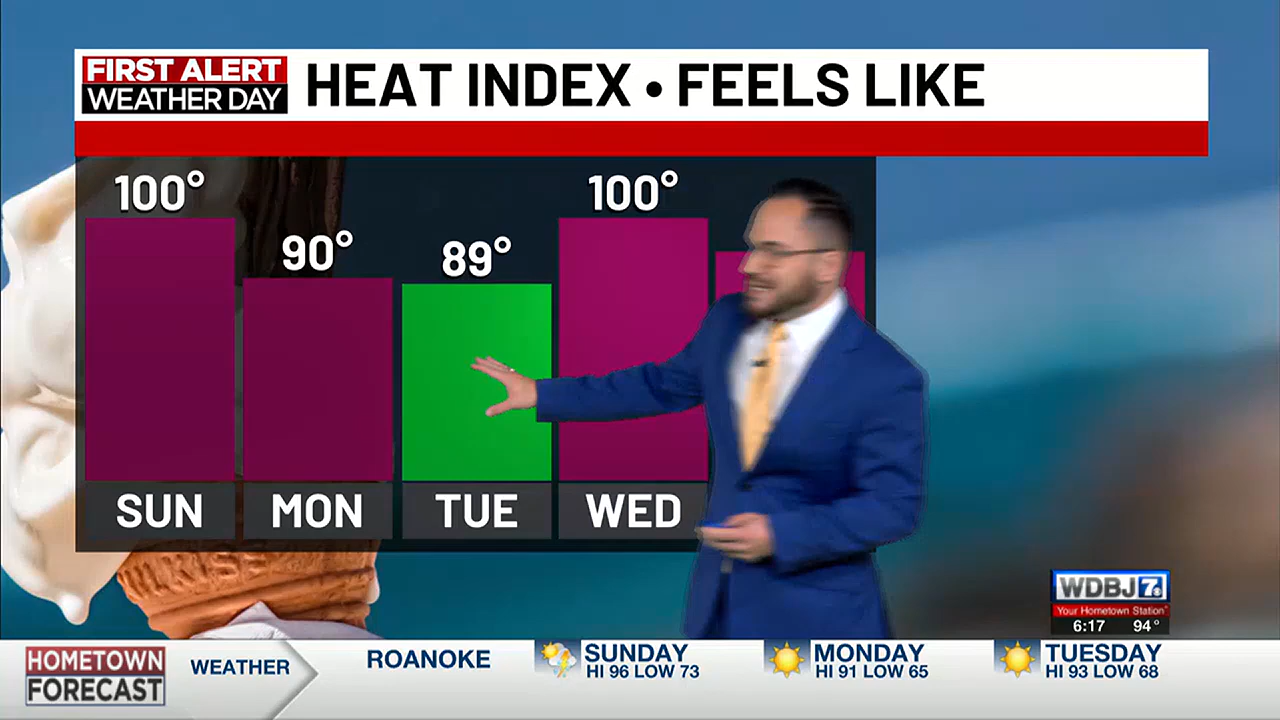 FIRST ALERT
WEATHER DAY
HEAT INDEX • FEELS LIKE
100°
90°
89°
100°
SUN
MON
TUE
WED
WDBJ7
Your Hometown Station
6:17 94°
HOMETOWN
FORECAST
WEATHER
ROANOKE
SUNDAY
HI 96 LOW 73
MONDAY
HI 91 LOW 65
TUESDAY
HI 93 LOW 68